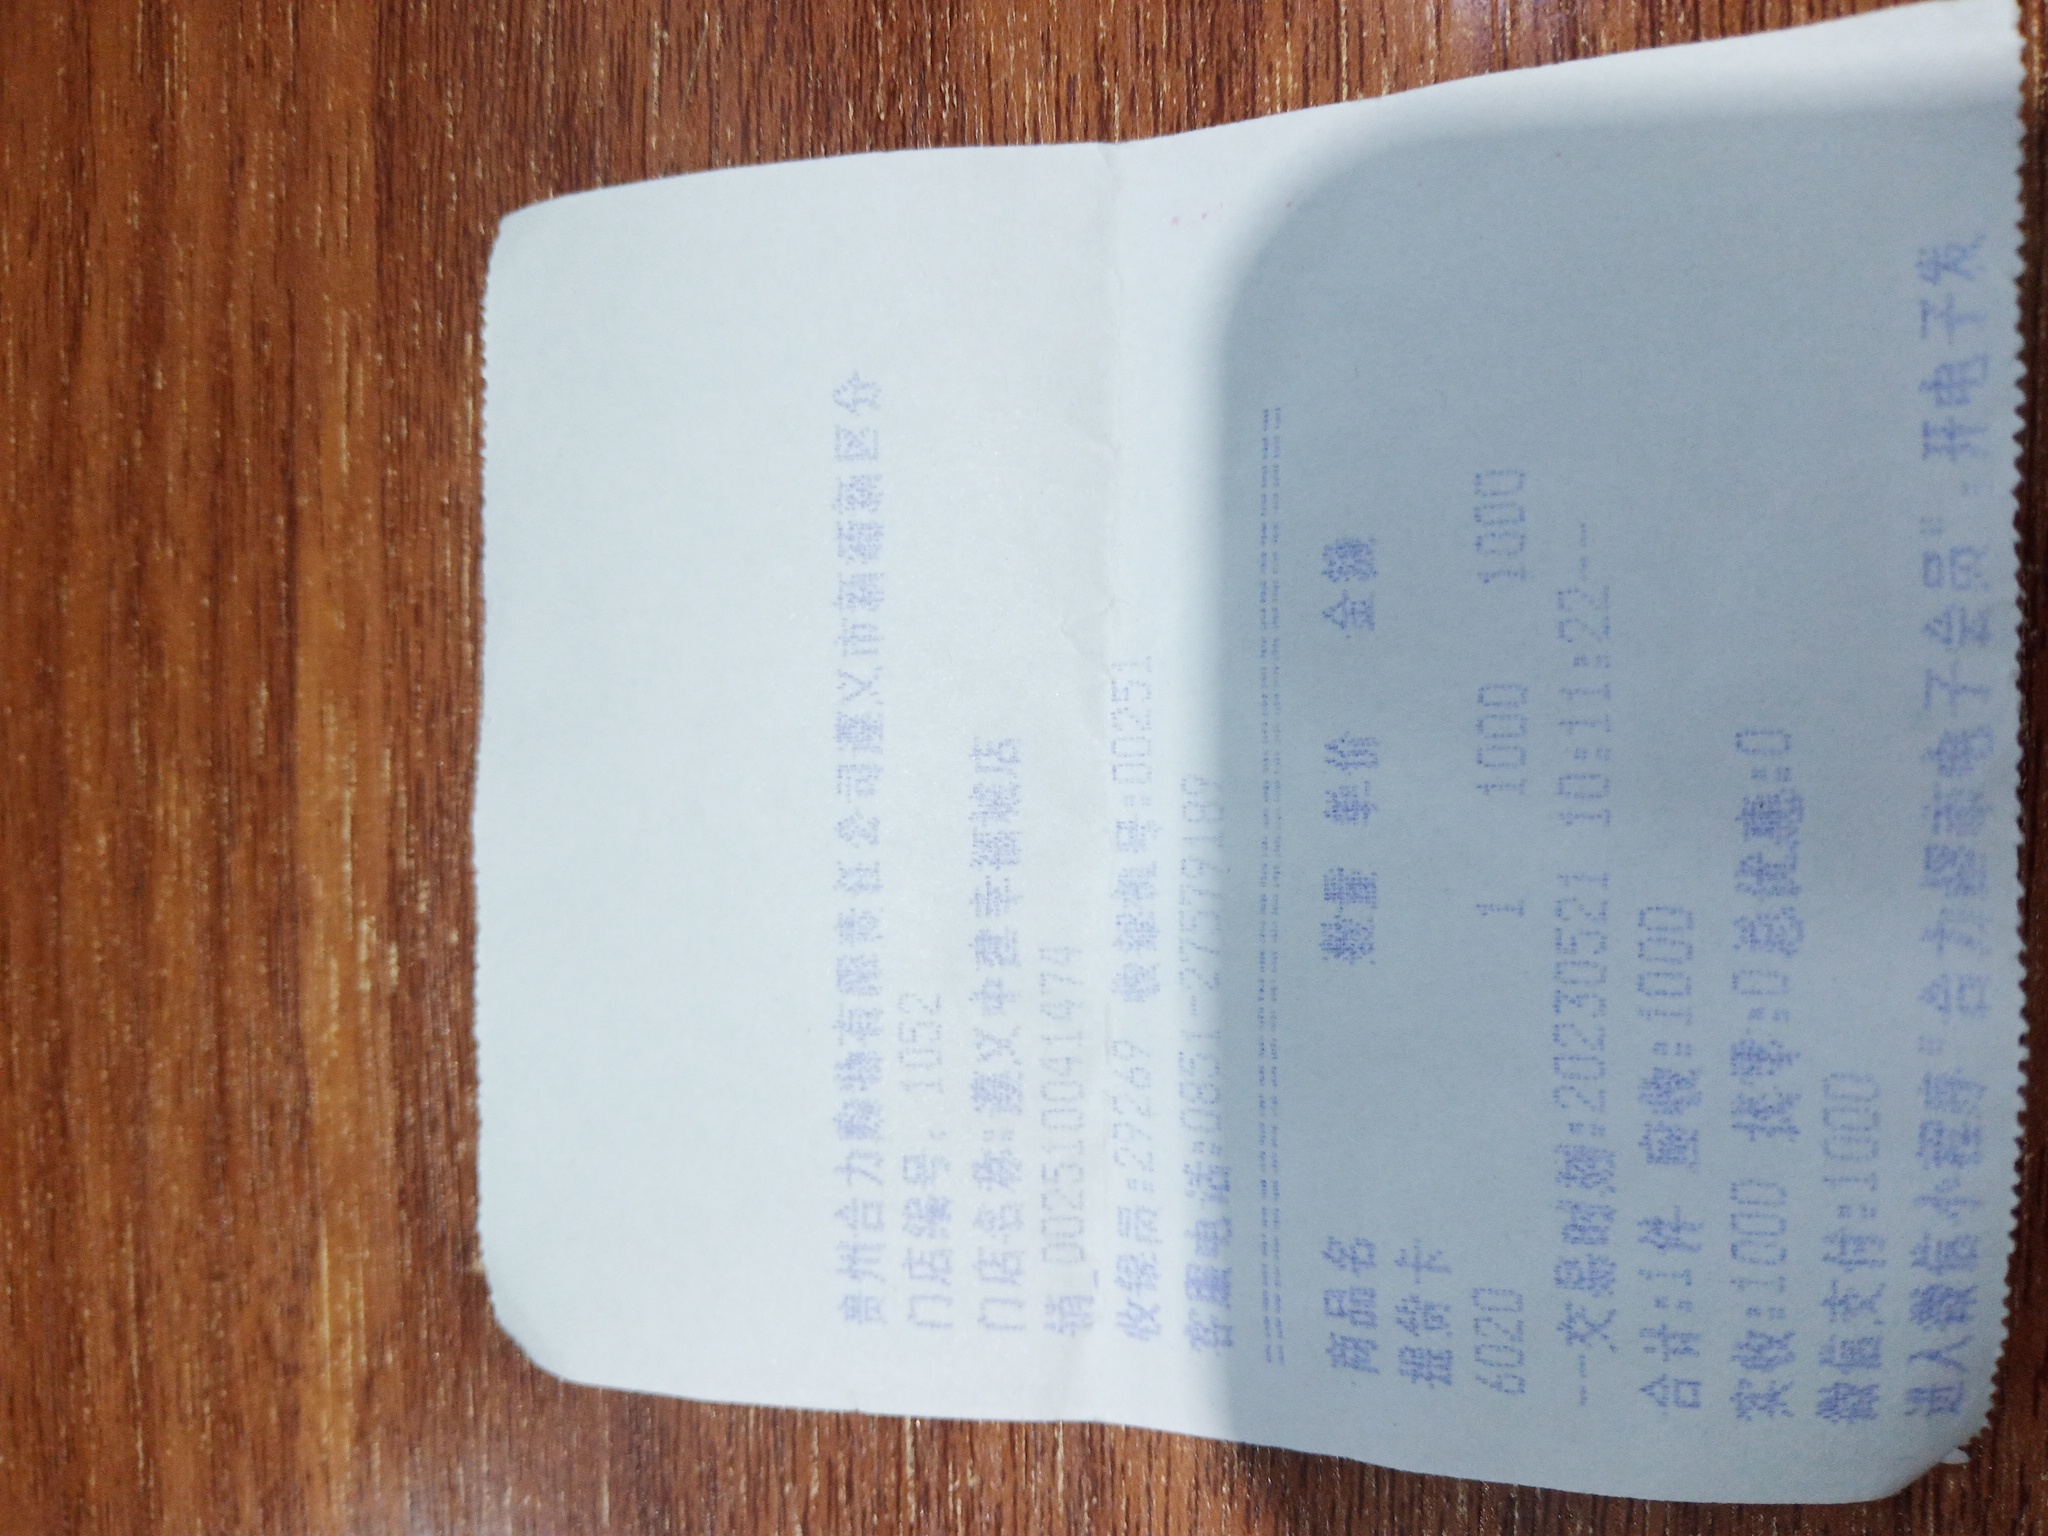 贵州合力购物有限责任公司遵义市新蒲新区分
门店编号: 1052
门店名称:遵义中建幸福城店
销_00251004147​4
收银员:29269 收银机号:00251
客服电话:0851-27579189
================================
商品名 数量 单价 金额
提货卡
6020 1 1000 1000
--交易时间:20230521 10:11:22--
合计:1件 应收:1000
实收:1000 找零:0总优惠:0
微信支付:1000
进入微信小程序"合力超市电子会员",开电子发